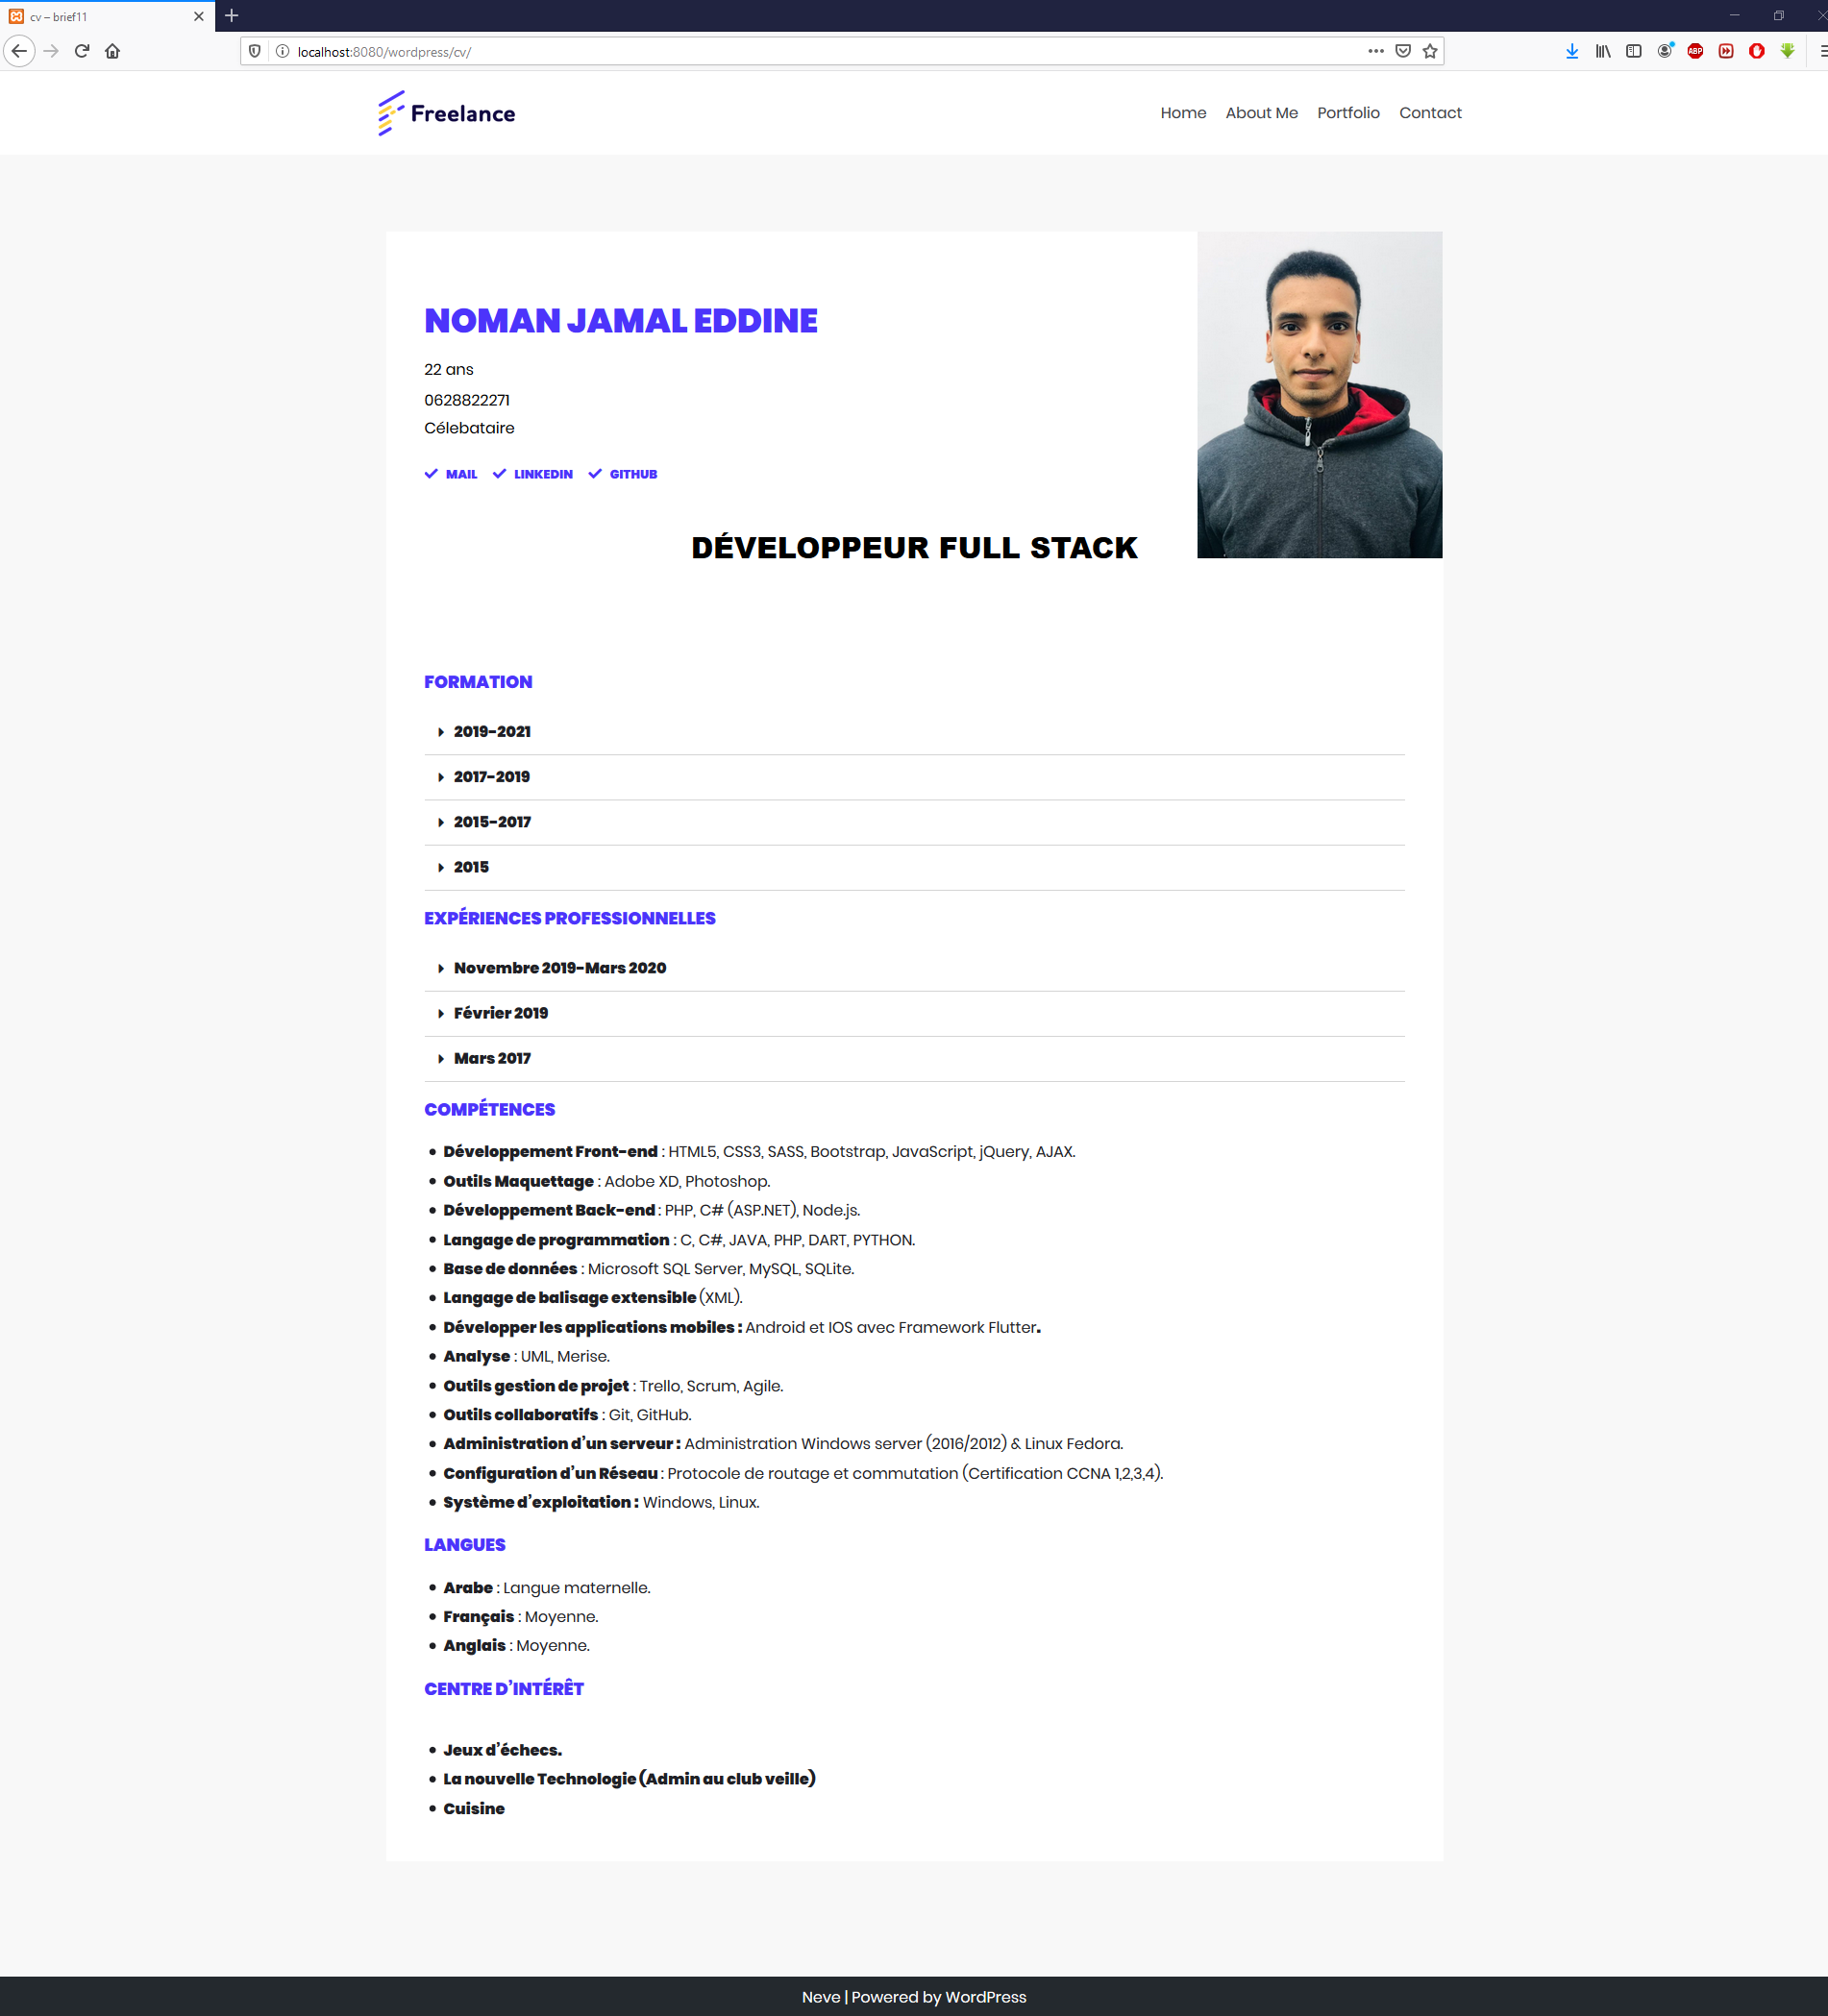 cv – brief11
localhost:8080/wordpress/cv/
ABP
Freelance
Home About Me Portfolio Contact
NOMAN JAMAL EDDINE
22 ans
0628822271
Célebataire
MAIL LINKEDIN GITHUB
DÉVELOPPEUR FULL STACK
FORMATION
2019-2021
2017-2019
2015-2017
2015
EXPÉRIENCES PROFESSIONNELLES
Novembre 2019-Mars 2020
Février 2019
Mars 2017
COMPÉTENCES
• Développement Front-end : HTML5, CSS3, SASS, Bootstrap, JavaScript, jQuery, AJAX.
• Outils Maquettage : Adobe XD, Photoshop.
• Développement Back-end : PHP, C# (ASP.NET), Node.js.
• Langage de programmation : C, C#, JAVA, PHP, DART, PYTHON.
• Base de données : Microsoft SQL Server, MySQL, SQLite.
• Langage de balisage extensible (XML).
• Développer les applications mobiles : Android et IOS avec Framework Flutter.
• Analyse : UML, Merise.
• Outils gestion de projet : Trello, Scrum, Agile.
• Outils collaboratifs : Git, GitHub.
• Administration d’un serveur : Administration Windows server (2016/2012) & Linux Fedora.
• Configuration d’un Réseau : Protocole de routage et commutation (Certification CCNA 1,2,3,4).
• Système d’exploitation : Windows, Linux.
LANGUES
• Arabe : Langue maternelle.
• Français : Moyenne.
• Anglais : Moyenne.
CENTRE D’INTÉRÊT
• Jeux d’échecs.
• La nouvelle Technologie (Admin au club veille)
• Cuisine
Neve | Powered by WordPress